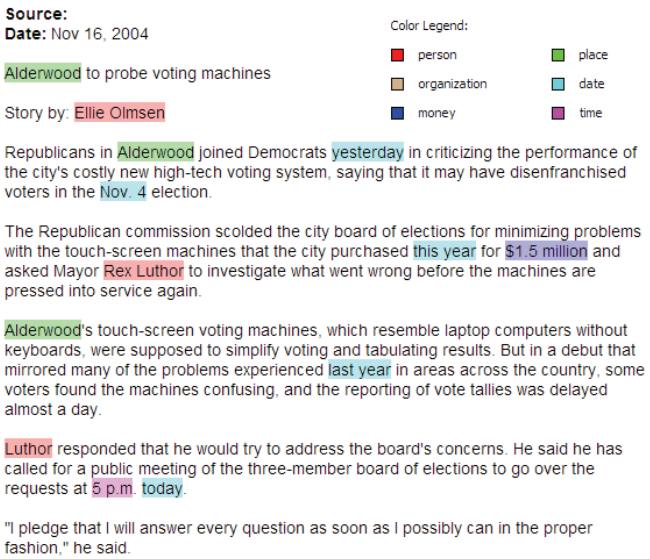 Source:
Date: Nov 16, 2004
Color Legend:
person
place
organization
date
money
time
Alderwood to probe voting machines
Story by: Ellie Olmsen
Republicans in Alderwood joined Democrats yesterday in criticizing the performance of
the city's costly new high-tech voting system, saying that it may have disenfranchised
voters in the Nov. 4 election.
The Republican commission scolded the city board of elections for minimizing problems
with the touch-screen machines that the city purchased this year for $1.5 million and
asked Mayor Rex Luthor to investigate what went wrong before the machines are
pressed into service again.
Alderwood's touch-screen voting machines, which resemble laptop computers without
keyboards, were supposed to simplify voting and tabulating results. But in a debut that
mirrored many of the problems experienced last year in areas across the country, some
voters found the machines confusing, and the reporting of vote tallies was delayed
almost a day.
Luthor responded that he would try to address the board's concerns. He said he has
called for a public meeting of the three-member board of elections to go over the
requests at 5 p.m. today.
"I pledge that I will answer every question as soon as I possibly can in the proper
fashion," he said.